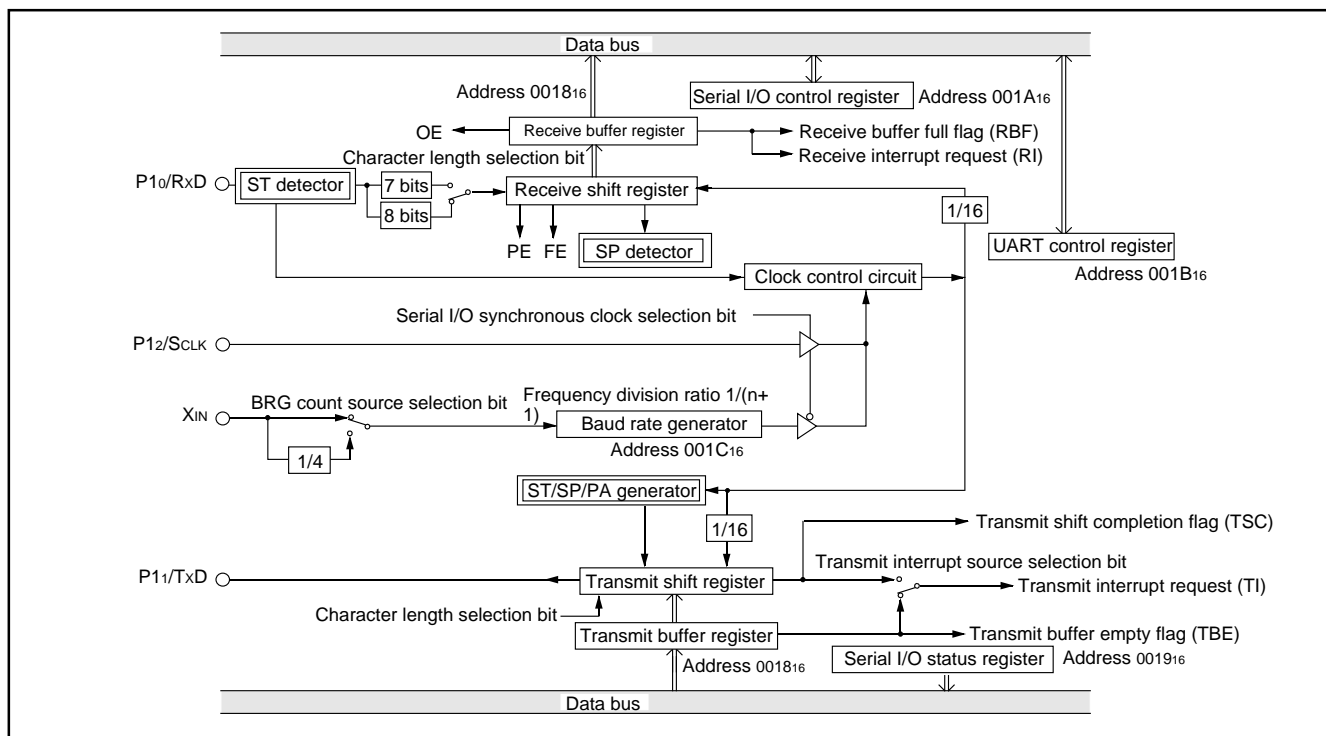 Data bus
Address 001816
Serial I/O control register Address 001A16
OE Receive buffer register Receive buffer full flag (RBF)
Receive interrupt request (RI)
Character length selection bit
P10/RXD ST detector 7 bits Receive shift register
8 bits 1/16
PE FE SP detector UART control register
Clock control circuit Address 001B16
Serial I/O synchronous clock selection bit
P12/SCLK
BRG count source selection bit Frequency division ratio 1/(n+
1)
XIN Baud rate generator
Address 001C16
1/4
ST/SP/PA generator
1/16 Transmit shift completion flag (TSC)
Transmit interrupt source selection bit
P11/TXD Transmit shift register Transmit interrupt request (TI)
Character length selection bit
Transmit buffer register Transmit buffer empty flag (TBE)
Address 001816 Serial I/O status register Address 001916
Data bus